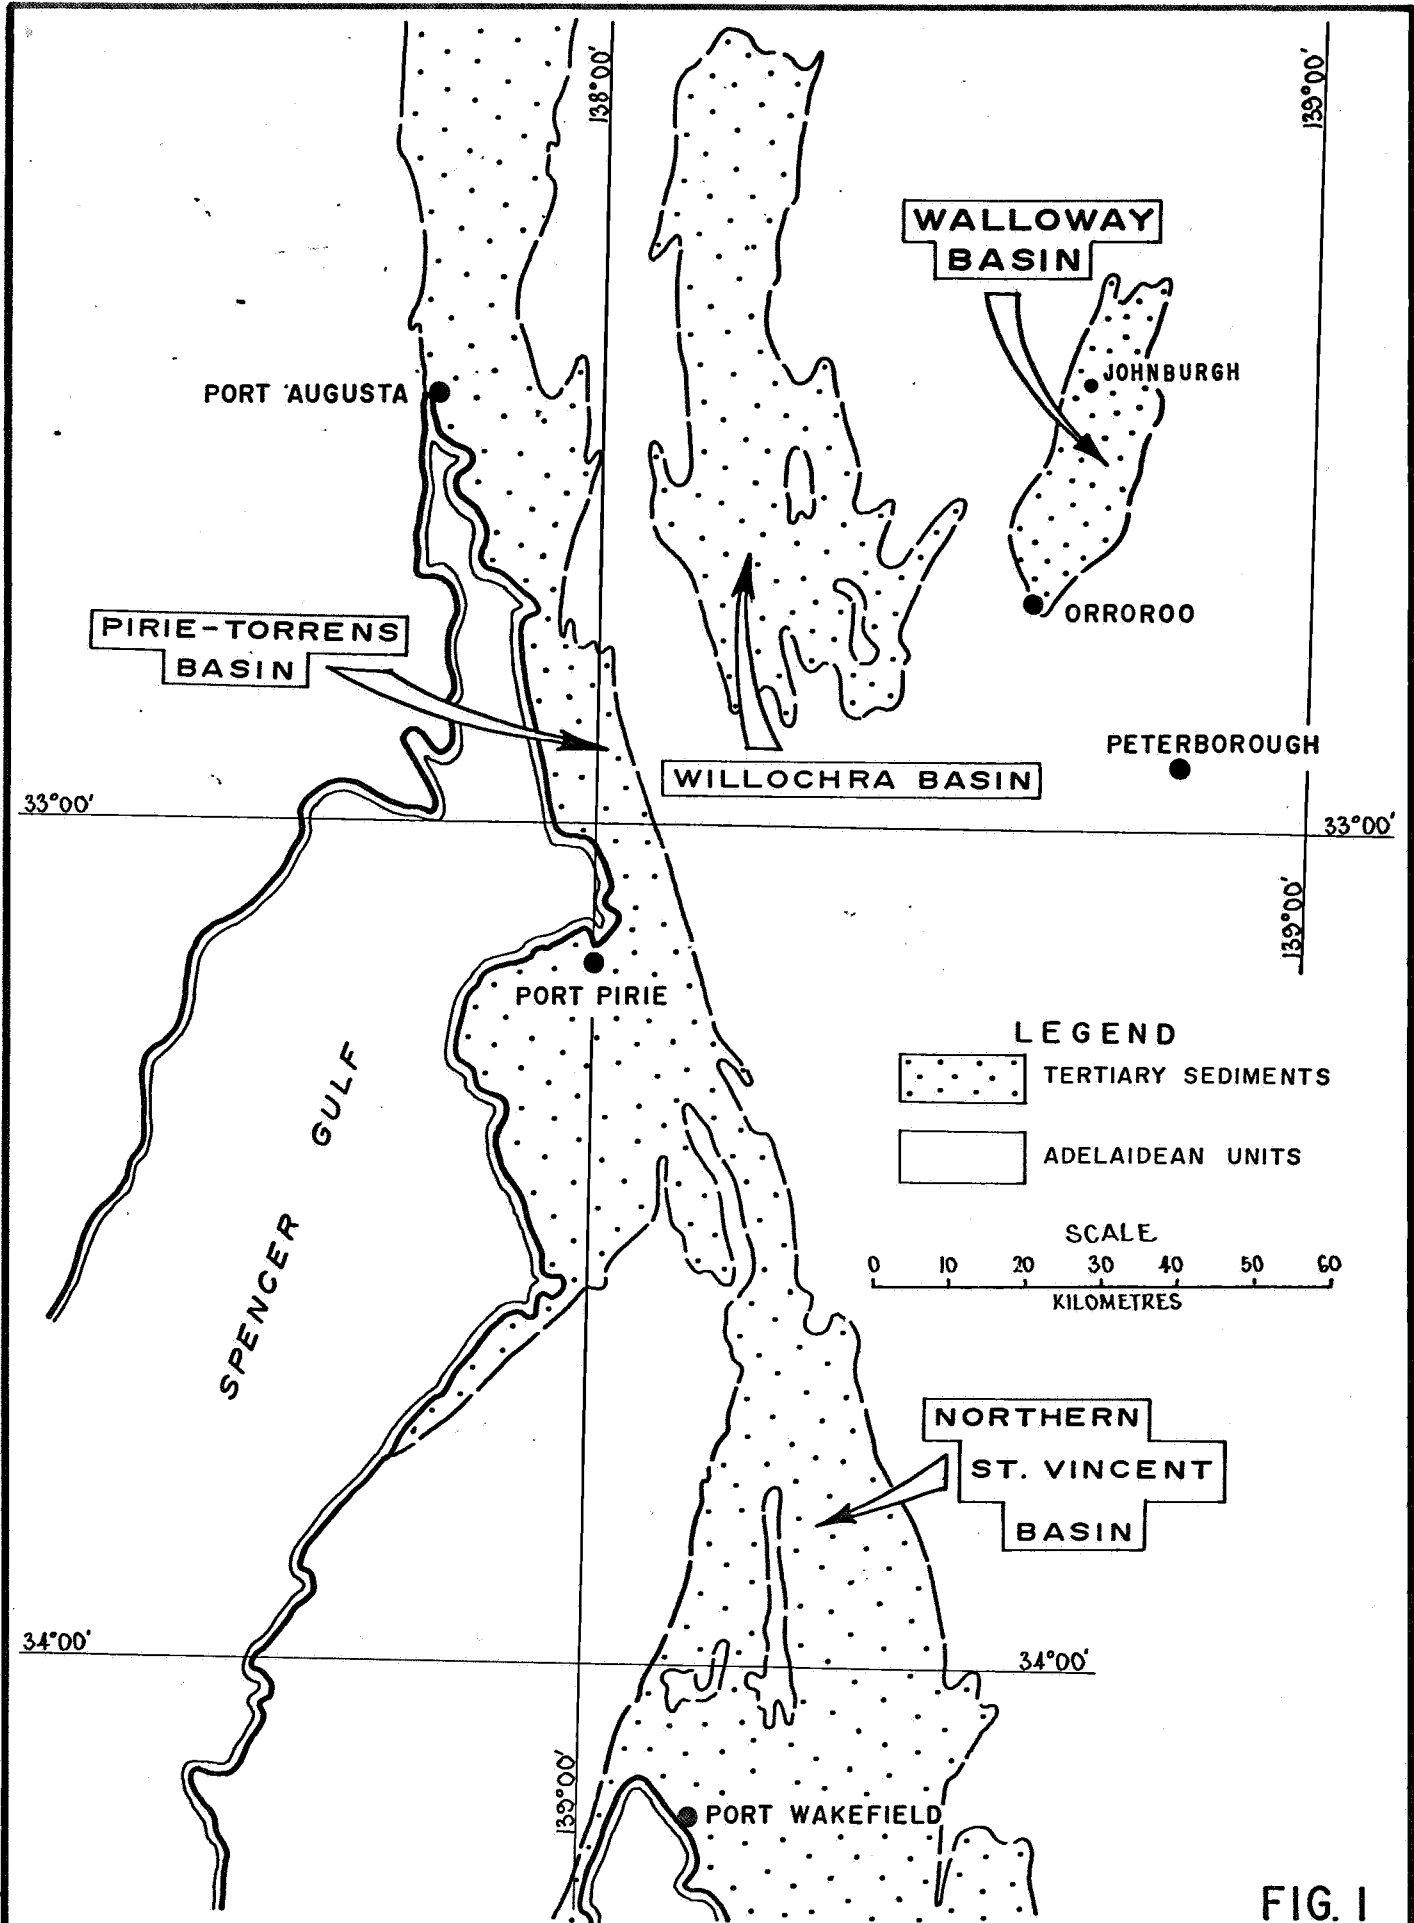 138°00'
139°00'
WALLOWAY
BASIN
JOHNBURGH
PORT AUGUSTA
ORROROO
PIRIE-TORRENS
BASIN
PETERBOROUGH
WILLOCHRA BASIN
33°00'
33°00'
139°00'
PORT PIRIE
LEGEND
TERTIARY SEDIMENTS
ADELAIDEAN UNITS
SPENCER GULF
SCALE
0 10 20 30 40 50 60
KILOMETRES
NORTHERN
ST. VINCENT
BASIN
34°00'
34°00'
139°00'
PORT WAKEFIELD
FIG. 1